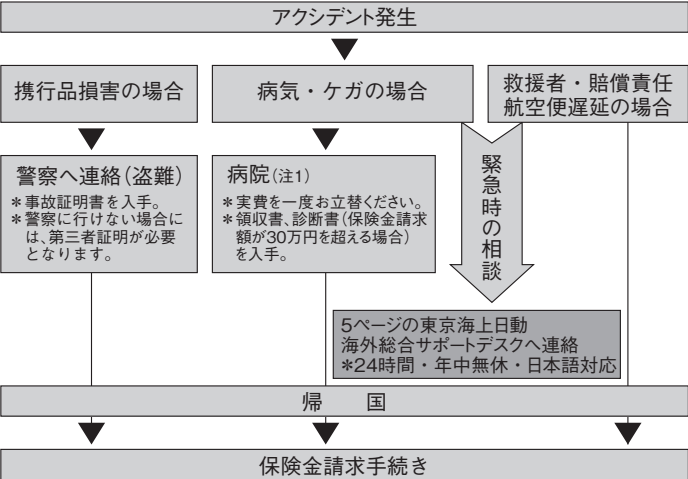 アクシデント発生
携行品損害の場合
病気・ケガの場合
救援者・賠償責任
航空便遅延の場合
警察へ連絡(盗難)
＊事故証明書を入手。
＊警察に行けない場合に
は、第三者証明が必要
となります。
病院(注1)
＊実費を一度お立替ください。
＊領収書、診断書(保険金請求
額が30万円を超える場合)
を入手。
緊急時の相談
5ページの東京海上日動
海外総合サポートデスクへ連絡
＊24時間・年中無休・日本語対応
帰　国
保険金請求手続き